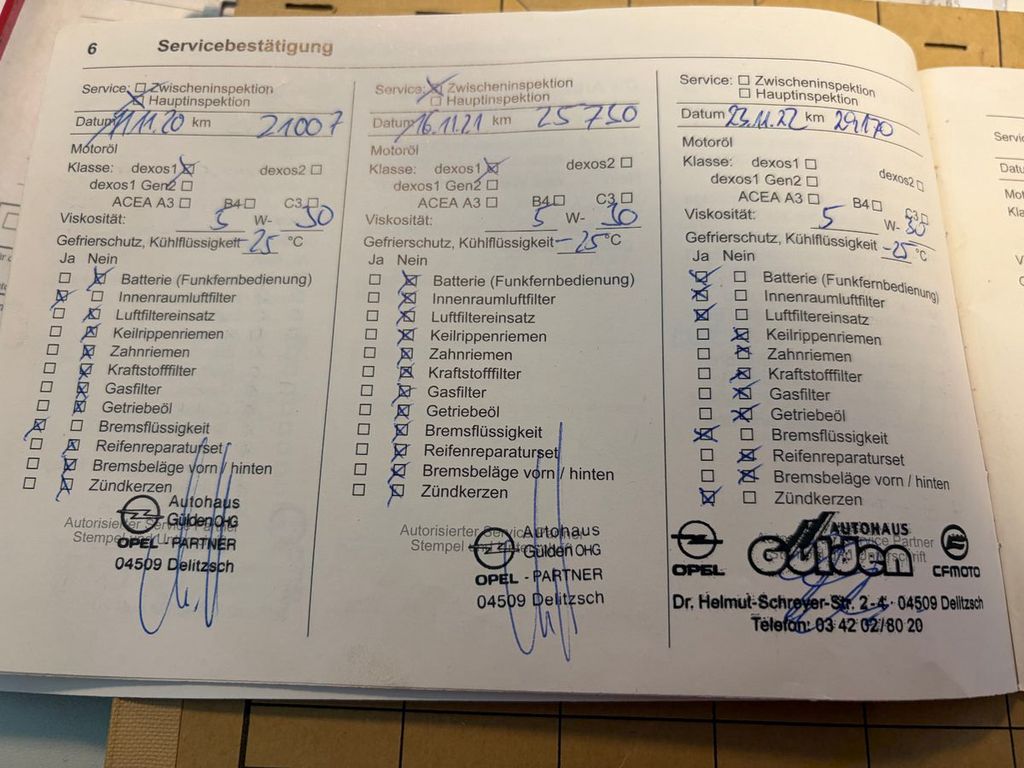 6 Servicebestätigung
Service: Zwischeninspektion
Hauptinspektion
Datum 11.11.20 km 21007
Motoröl
Klasse: dexos1 dexos2
dexos1 Gen2
ACEA A3 B4 C3
Viskosität: 5 W- 30
Gefrierschutz, Kühlflüssigkeit -25 °C
Ja Nein
Batterie (Funkfernbedienung)
Innenraumluftfilter
Luftfiltereinsatz
Keilrippenriemen
Zahnriemen
Kraftstofffilter
Gasfilter
Getriebeöl
Bremsflüssigkeit
Reifenreparaturset
Bremsbeläge vorn / hinten
Zündkerzen
Autorisierter Service Partner
Stempel und
Autohaus
Gülden OHG
OPEL - PARTNER
04509 Delitzsch
Service: Zwischeninspektion
Hauptinspektion
Datum 16.11.21 km 25730
Motoröl
Klasse: dexos1 dexos2
dexos1 Gen2
ACEA A3 B4 C3
Viskosität: 5 W- 30
Gefrierschutz, Kühlflüssigkeit -25 °C
Ja Nein
Batterie (Funkfernbedienung)
Innenraumluftfilter
Luftfiltereinsatz
Keilrippenriemen
Zahnriemen
Kraftstofffilter
Gasfilter
Getriebeöl
Bremsflüssigkeit
Reifenreparaturset
Bremsbeläge vorn / hinten
Zündkerzen
Autorisierter Service
Stempel
Autohaus
Gülden OHG
OPEL - PARTNER
04509 Delitzsch
Service: Zwischeninspektion
Hauptinspektion
Datum 23.11.22 km 29170
Motoröl
Klasse: dexos1 dexos2
dexos1 Gen2
ACEA A3 B4 C3
Viskosität: 5 W- 30
Gefrierschutz, Kühlflüssigkeit -25 °C
Ja Nein
Batterie (Funkfernbedienung)
Innenraumluftfilter
Luftfiltereinsatz
Keilrippenriemen
Zahnriemen
Kraftstofffilter
Gasfilter
Getriebeöl
Bremsflüssigkeit
Reifenreparaturset
Bremsbeläge vorn / hinten
Zündkerzen
Service Partner
AUTOHAUS
OPEL Gülden CFMOTO
Dr. Helmut-Schreyer-Str. 2-4 · 04509 Delitzsch
Telefon: 03 42 02/80 20